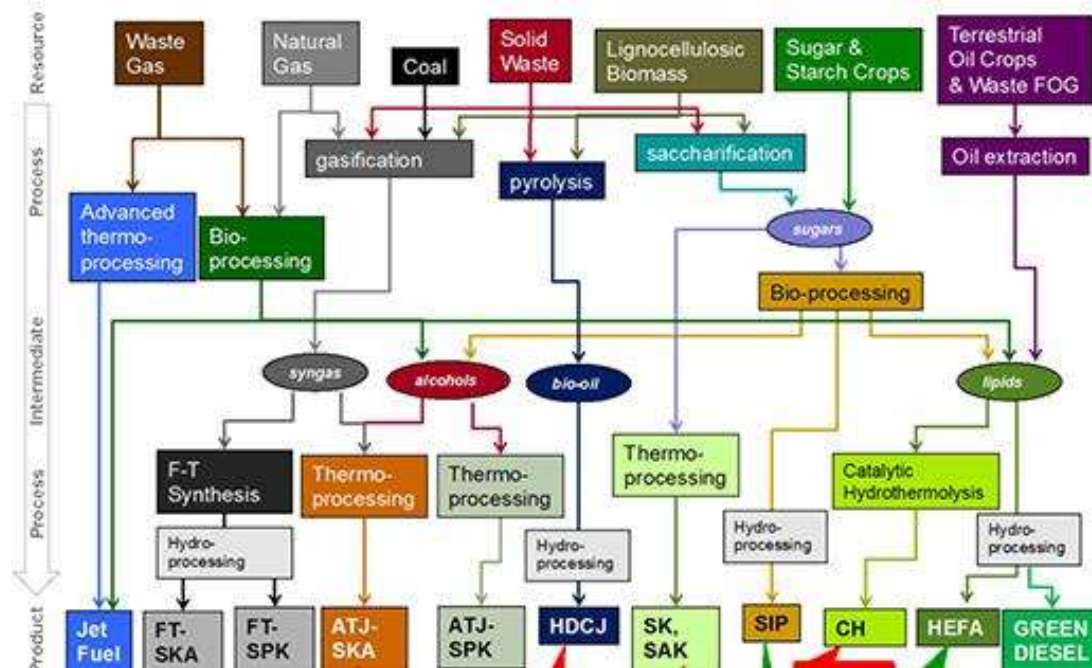 Resource
Waste
Gas
Natural
Gas
Coal
Solid
Waste
Lignocellulosic
Biomass
Sugar &
Starch Crops
Terrestrial
Oil Crops
& Waste FOG
Process
gasification
pyrolysis
saccharification
Oil extraction
Advanced
thermo-
processing
Bio-
processing
sugars
Bio-processing
Intermediate
syngas
alcohols
bio-oil
lipids
Process
F-T
Synthesis
Thermo-
processing
Thermo-
processing
Thermo-
processing
Catalytic
Hydrothermolysis
Hydro-
processing
Hydro-
processing
Hydro-
processing
Hydro-
processing
Product
Jet
Fuel
FT-
SKA
FT-
SPK
ATJ-
SKA
ATJ-
SPK
HDCJ
SK,
SAK
SIP
CH
HEFA
GREEN
DIESEL